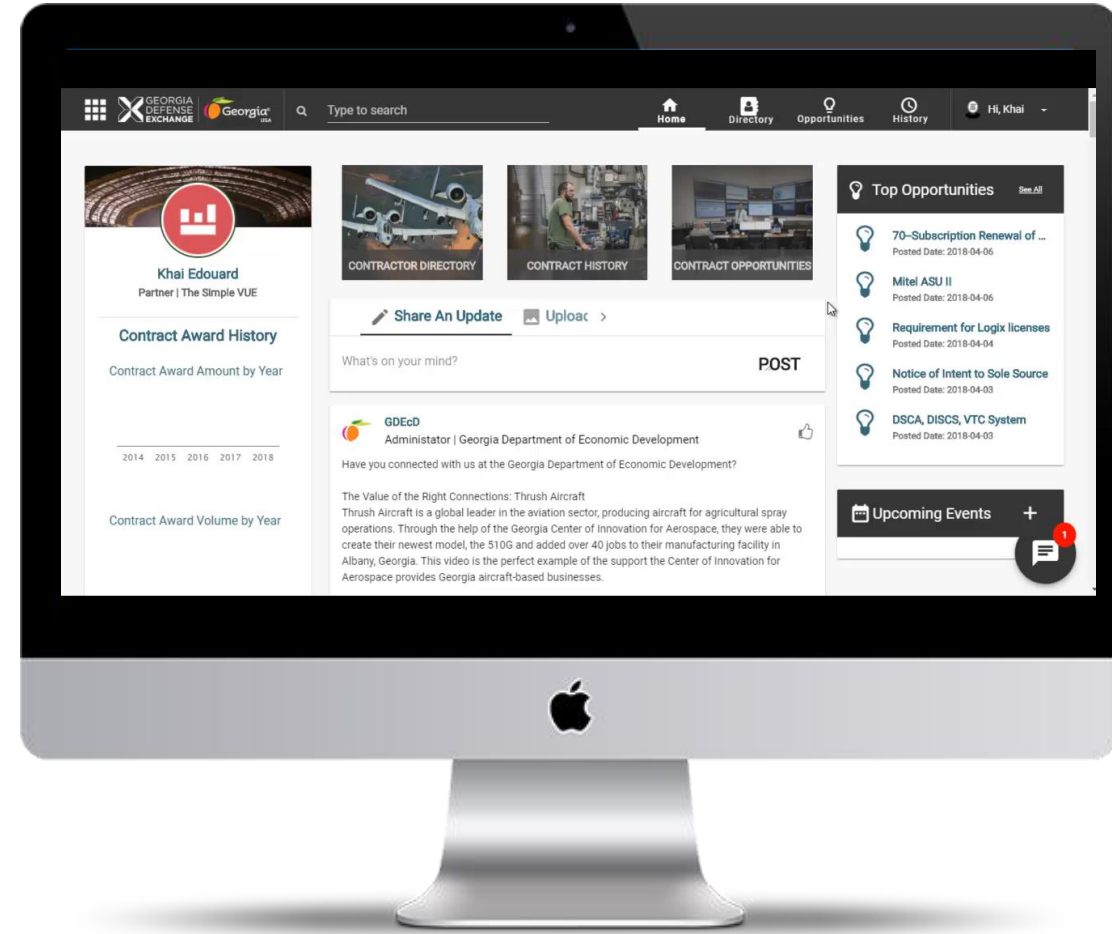 GEORGIA
DEFENSE
EXCHANGE
Georgia
USA
Type to search
Home
Directory
Opportunities
History
Hi, Khai
Khai Edouard
Partner | The Simple VUE
Contract Award History
Contract Award Amount by Year
2014 2015 2016 2017 2018
Contract Award Volume by Year
CONTRACTOR DIRECTORY
CONTRACT HISTORY
CONTRACT OPPORTUNITIES
Share An Update
Uploac
What's on your mind?
POST
GDEcD
Administator | Georgia Department of Economic Development
Have you connected with us at the Georgia Department of Economic Development?
The Value of the Right Connections: Thrush Aircraft
Thrush Aircraft is a global leader in the aviation sector, producing aircraft for agricultural spray
operations. Through the help of the Georgia Center of Innovation for Aerospace, they were able to
create their newest model, the 510G and added over 40 jobs to their manufacturing facility in
Albany, Georgia. This video is the perfect example of the support the Center of Innovation for
Aerospace provides Georgia aircraft-based businesses.
Top Opportunities
See All
70–Subscription Renewal of ...
Posted Date: 2018-04-06
Mitel ASU II
Posted Date: 2018-04-06
Requirement for Logix licenses
Posted Date: 2018-04-04
Notice of Intent to Sole Source
Posted Date: 2018-04-03
DSCA, DISCS, VTC System
Posted Date: 2018-04-03
Upcoming Events +
1